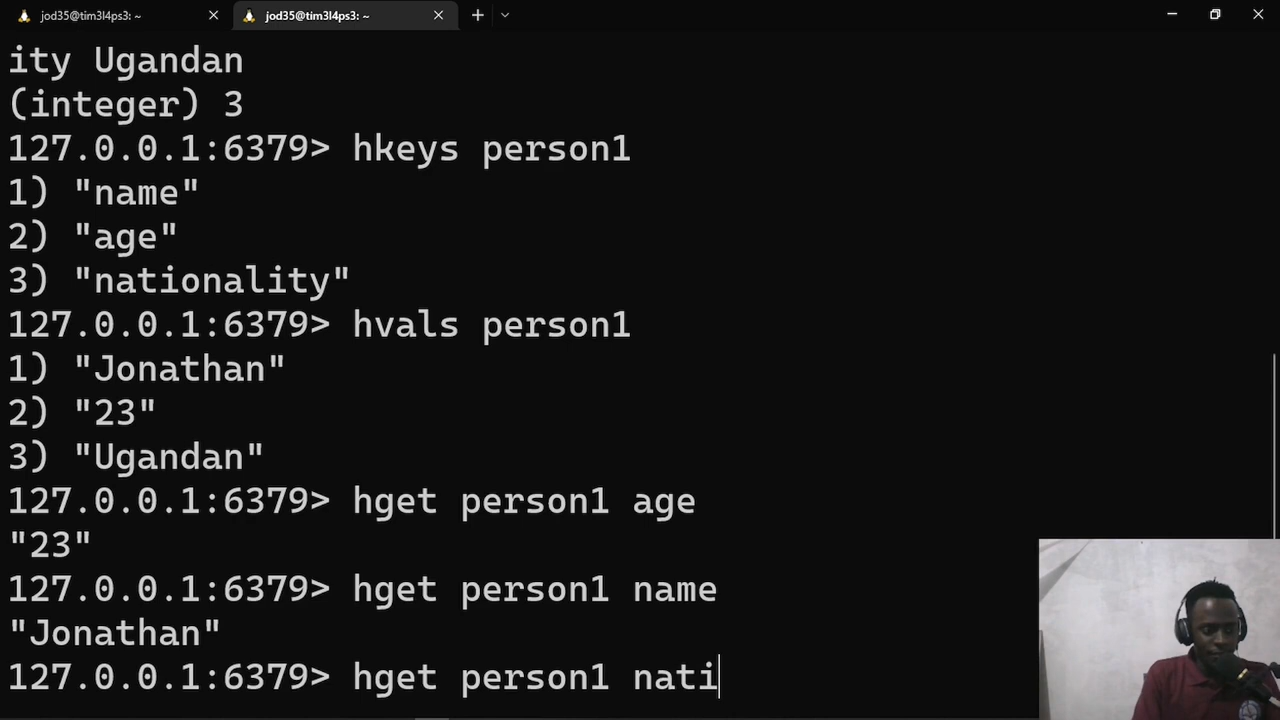 jod35@tim3l4ps3: ~
jod35@tim3l4ps3: ~
ity Ugandan
(integer) 3
127.0.0.1:6379> hkeys person1
1) "name"
2) "age"
3) "nationality"
127.0.0.1:6379> hvals person1
1) "Jonathan"
2) "23"
3) "Ugandan"
127.0.0.1:6379> hget person1 age
"23"
127.0.0.1:6379> hget person1 name
"Jonathan"
127.0.0.1:6379> hget person1 nati